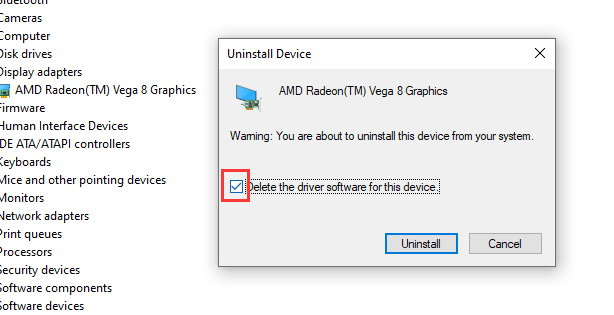 Bluetooth
Cameras
Computer
Disk drives
Display adapters
AMD Radeon(TM) Vega 8 Graphics
Firmware
Human Interface Devices
IDE ATA/ATAPI controllers
Keyboards
Mice and other pointing devices
Monitors
Network adapters
Print queues
Processors
Security devices
Software components
Software devices
Uninstall Device
AMD Radeon(TM) Vega 8 Graphics
Warning: You are about to uninstall this device from your system.
Delete the driver software for this device.
Uninstall
Cancel